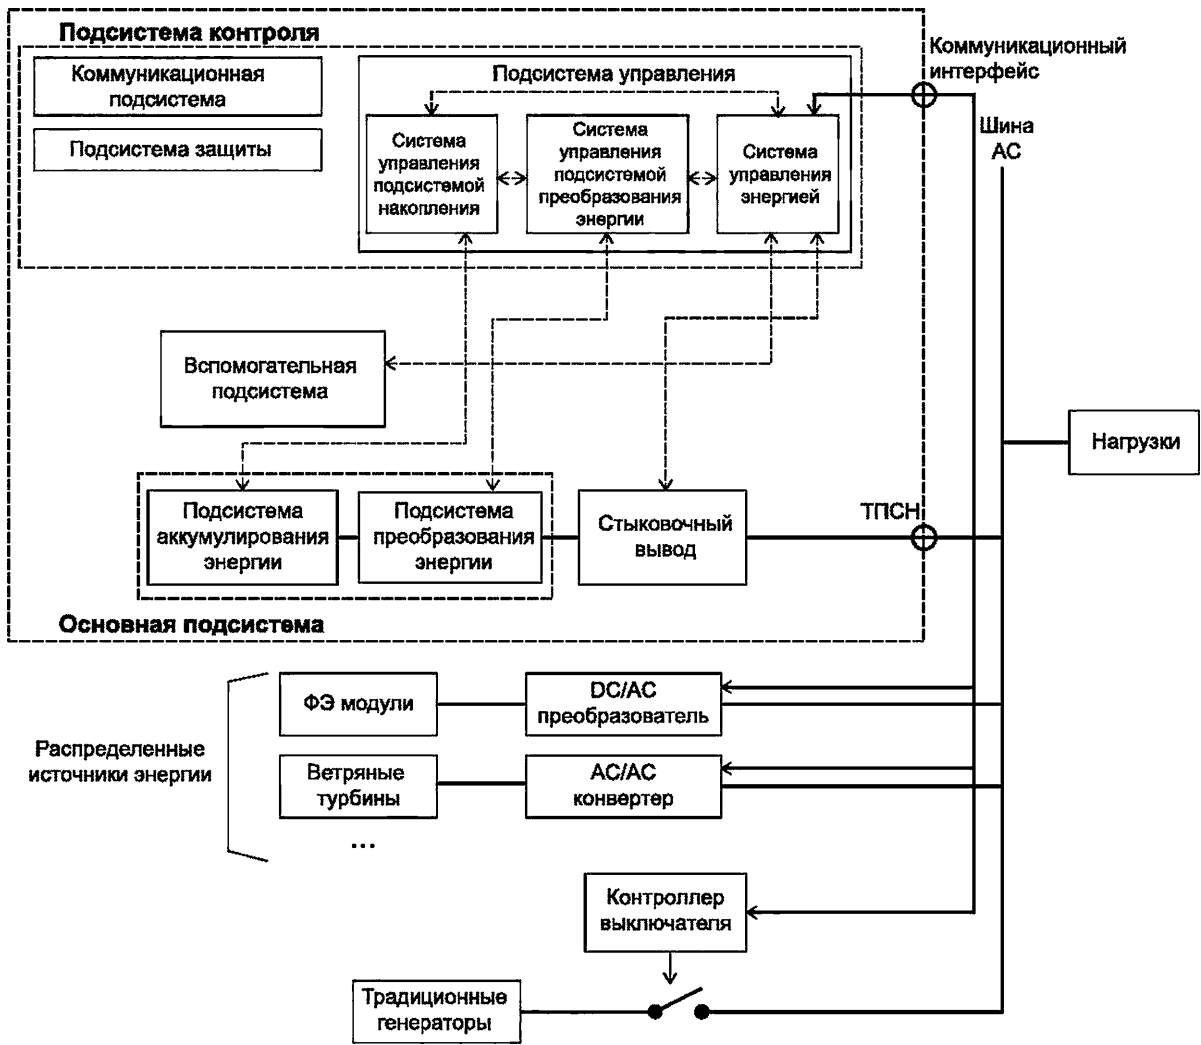 Подсистема контроля
Коммуникационная
подсистема
Подсистема защиты
Подсистема управления
Система
управления
подсистемой
накопления
Система
управления
подсистемой
преобразования
энергии
Система
управления
энергией
Коммуникационный
интерфейс
Шина
АС
Вспомогательная
подсистема
Нагрузки
Подсистема
аккумулирования
энергии
Подсистема
преобразования
энергии
Стыковочный
вывод
ТПСН
Основная подсистема
Распределенные
источники энергии
ФЭ модули
DC/AC
преобразователь
Ветряные
турбины
AC/AC
конвертер
...
Контроллер
выключателя
Традиционные
генераторы